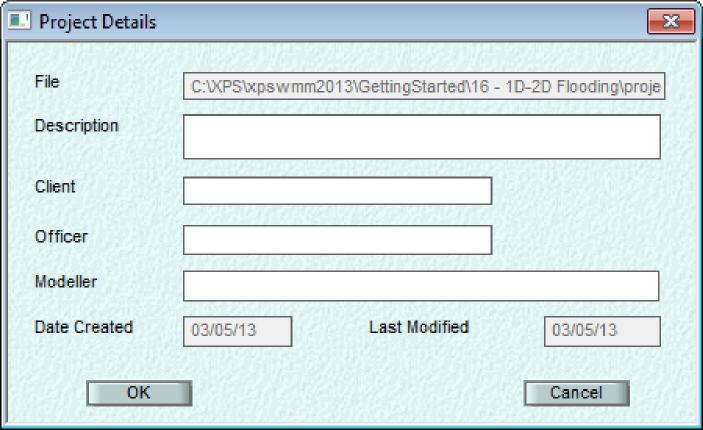 Project Details
File C:\XPS\xpswmm2013\GettingStarted\16 - 1D-2D Flooding\proje
Description
Client
Officer
Modeller
Date Created 03/05/13 Last Modified 03/05/13
OK Cancel